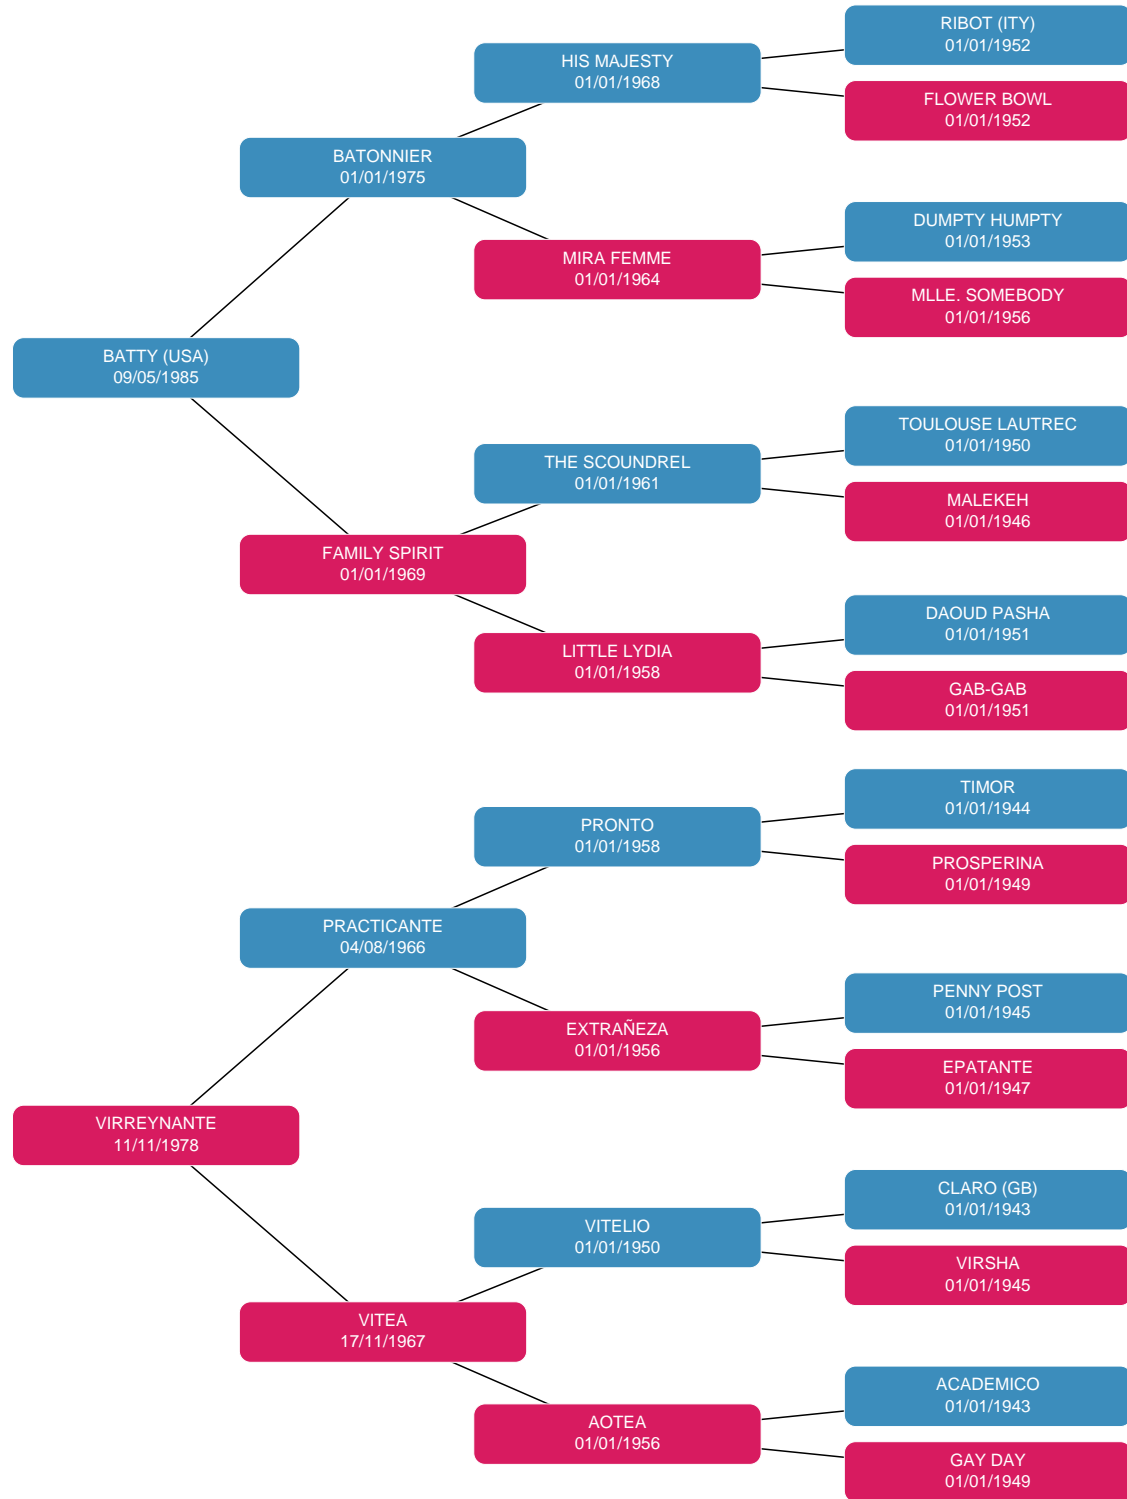 RIBOT (ITY)
01/01/1952
HIS MAJESTY
01/01/1968
FLOWER BOWL
01/01/1952
BATONNIER
01/01/1975
DUMPTY HUMPTY
01/01/1953
MIRA FEMME
01/01/1964
MLLE. SOMEBODY
01/01/1956
BATTY (USA)
09/05/1985
TOULOUSE LAUTREC
01/01/1950
THE SCOUNDREL
01/01/1961
MALEKEH
01/01/1946
FAMILY SPIRIT
01/01/1969
DAOUD PASHA
01/01/1951
LITTLE LYDIA
01/01/1958
GAB-GAB
01/01/1951
TIMOR
01/01/1944
PRONTO
01/01/1958
PROSPERINA
01/01/1949
PRACTICANTE
04/08/1966
PENNY POST
01/01/1945
EXTRAÑEZA
01/01/1956
EPATANTE
01/01/1947
VIRREYNANTE
11/11/1978
CLARO (GB)
01/01/1943
VITELIO
01/01/1950
VIRSHA
01/01/1945
VITEA
17/11/1967
ACADEMICO
01/01/1943
AOTEA
01/01/1956
GAY DAY
01/01/1949